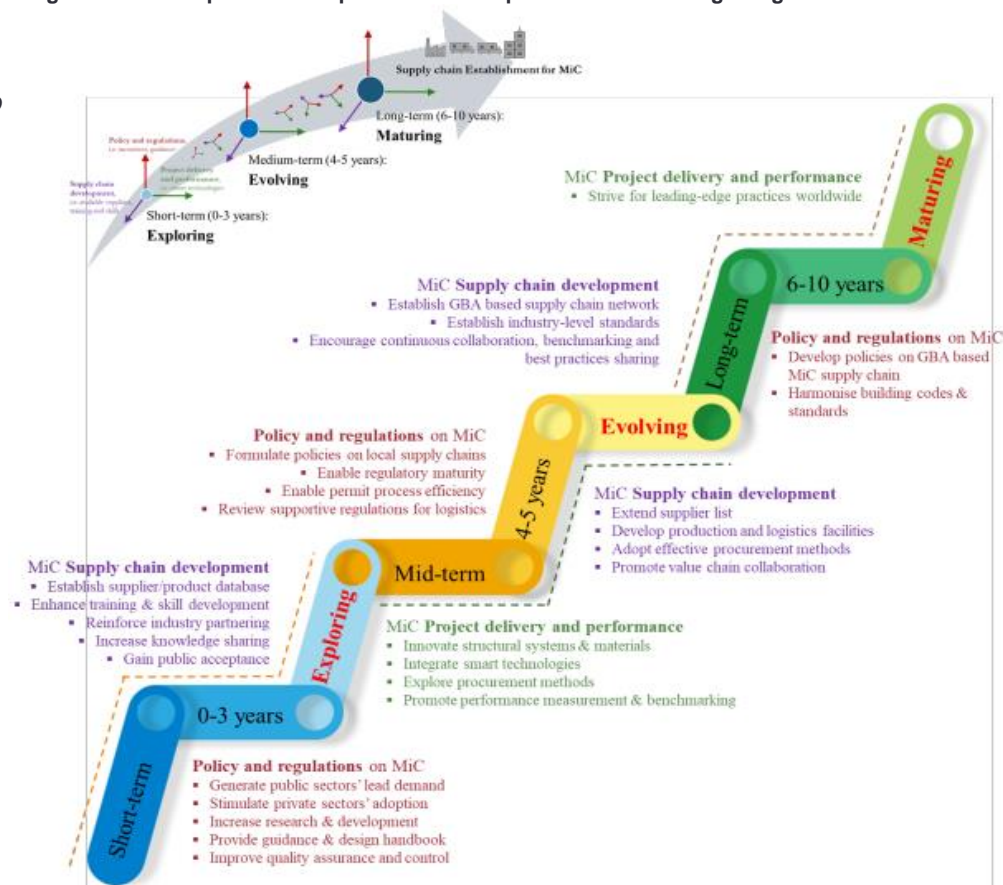 Supply chain Establishment for MiC
Long-term (6-10 years):
Maturing
Medium-term (4-5 years):
Evolving
Policy and regulations,
Project delivery
and performance,
Supply chain
development,
Short-term (0-3 years):
Exploring
MiC Project delivery and performance
▪ Strive for leading-edge practices worldwide
Maturing
6-10 years
Long-term
MiC Supply chain development
▪ Establish GBA based supply chain network
▪ Establish industry-level standards
▪ Encourage continuous collaboration, benchmarking and
best practices sharing
Policy and regulations on MiC
▪ Develop policies on GBA based
MiC supply chain
▪ Harmonise building codes &
standards
Evolving
4-5 years
Policy and regulations on MiC
▪ Formulate policies on local supply chains
▪ Enable regulatory maturity
▪ Enable permit process efficiency
▪ Review supportive regulations for logistics
MiC Supply chain development
▪ Extend supplier list
▪ Develop production and logistics facilities
▪ Adopt effective procurement methods
▪ Promote value chain collaboration
Mid-term
Exploring
MiC Supply chain development
▪ Establish supplier/product database
▪ Enhance training & skill development
▪ Reinforce industry partnering
▪ Increase knowledge sharing
▪ Gain public acceptance
MiC Project delivery and performance
▪ Innovate structural systems & materials
▪ Integrate smart technologies
▪ Explore procurement methods
▪ Promote performance measurement & benchmarking
0-3 years
Short-term
Policy and regulations on MiC
▪ Generate public sectors' lead demand
▪ Stimulate private sectors' adoption
▪ Increase research & development
▪ Provide guidance & design handbook
▪ Improve quality assurance and control